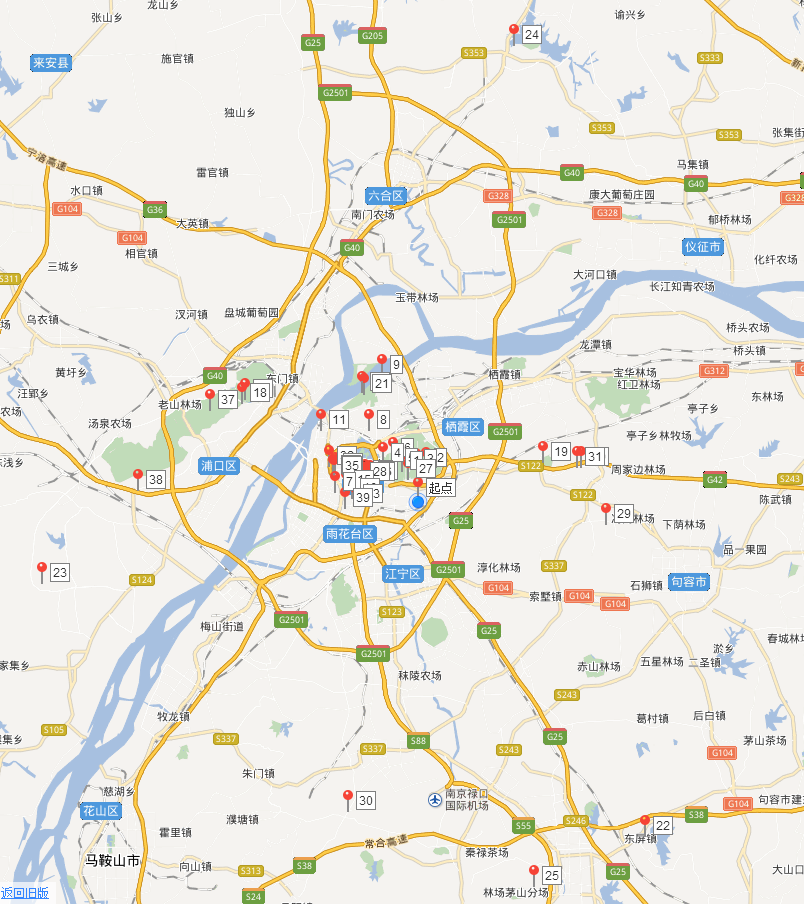 张山乡
龙山乡
谕兴乡
G25
G205
24
S353
S333
来安县
施官镇
G2501
独山乡
S353
S353
张集街
宁洛高速
雷官镇
马集镇
G40
G40
水口镇
六合区
G328
康大葡萄庄园
G328
G104
G36
南门农场
G328
G2501
郁桥林场
大英镇
G104
G40
仪征市
相官镇
化纤农场
三城乡
大河口镇
S311
长江知青农场
玉带林场
乌衣镇
汊河镇
盘城葡萄园
桥头农场
龙潭镇
桥头镇
9
黄圩乡
G40
东门镇
21
栖霞镇
宝华林场
红卫林场
G312
汪郢乡
18
37
老山林场
东林场
亭子乡
11
8
汤泉农场
栖霞区
G2501
亭子乡林牧场
4
2
19
31
浦口区
35
28
27
S122
周家边林场
38
7
起点
G42
S243
39
S122
陈武镇
29
雨花台区
G25
下荫林场
品一果园
23
江宁区
G2501
淳化林场
S337
S124
G104
G104
石狮镇
句容市
索墅镇
G104
S123
G2501
梅山街道
G25
春城林场
淤乡
G2501
五星林场
二圣镇
赤山林场
秣陵农场
S243
牧龙镇
葛村镇
后白镇
S105
S337
S88
G25
茅山茶场
S337
S243
G104
朱门镇
慈湖乡
30
南京禄口
国际机场
G104
句容市建
花山区
濮塘镇
S38
S55
S246
22
霍里镇
常合高速
东屏镇
马鞍山市
秦禄茶场
向山镇
S38
S313
25
G25
大山口
返回旧版
S24
林场茅山分场